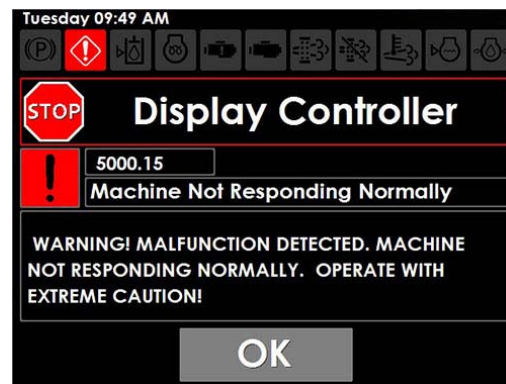 Tuesday 09:49 AM
(P)
STOP
Display Controller
5000.15
Machine Not Responding Normally
WARNING! MALFUNCTION DETECTED. MACHINE
NOT RESPONDING NORMALLY. OPERATE WITH
EXTREME CAUTION!
OK